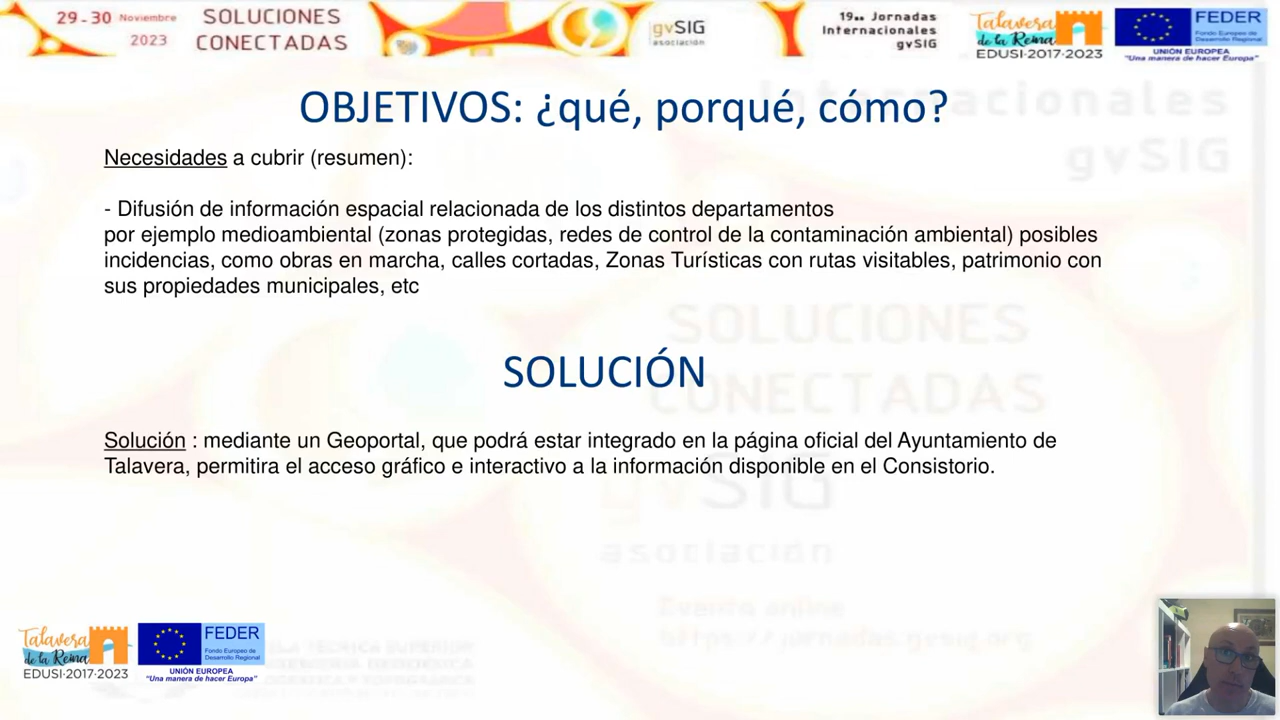 29-30 Noviembre
2023
SOLUCIONES
CONECTADAS
gvSIG
asociación
19as Jornadas
Internacionales
gvSIG
Talavera
de la Reina
EDUSI·2017·2023
FEDER
Fondo Europeo de
Desarrollo Regional
UNIÓN EUROPEA
"Una manera de hacer Europa"
Internacionales
gvSIG
OBJETIVOS: ¿qué, porqué, cómo?
Necesidades a cubrir (resumen):
- Difusión de información espacial relacionada de los distintos departamentos
por ejemplo medioambiental (zonas protegidas, redes de control de la contaminación ambiental) posibles
incidencias, como obras en marcha, calles cortadas, Zonas Turísticas con rutas visitables, patrimonio con
sus propiedades municipales, etc
SOLUCIONES
CONECTADAS
SOLUCIÓN
Solución : mediante un Geoportal, que podrá estar integrado en la página oficial del Ayuntamiento de
Talavera, permitira el acceso gráfico e interactivo a la información disponible en el Consistorio.
gvSIG
asociación
Evento online
Talavera
de la Reina
EDUSI·2017·2023
FEDER
Fondo Europeo de
Desarrollo Regional
UNIÓN EUROPEA
"Una manera de hacer Europa"